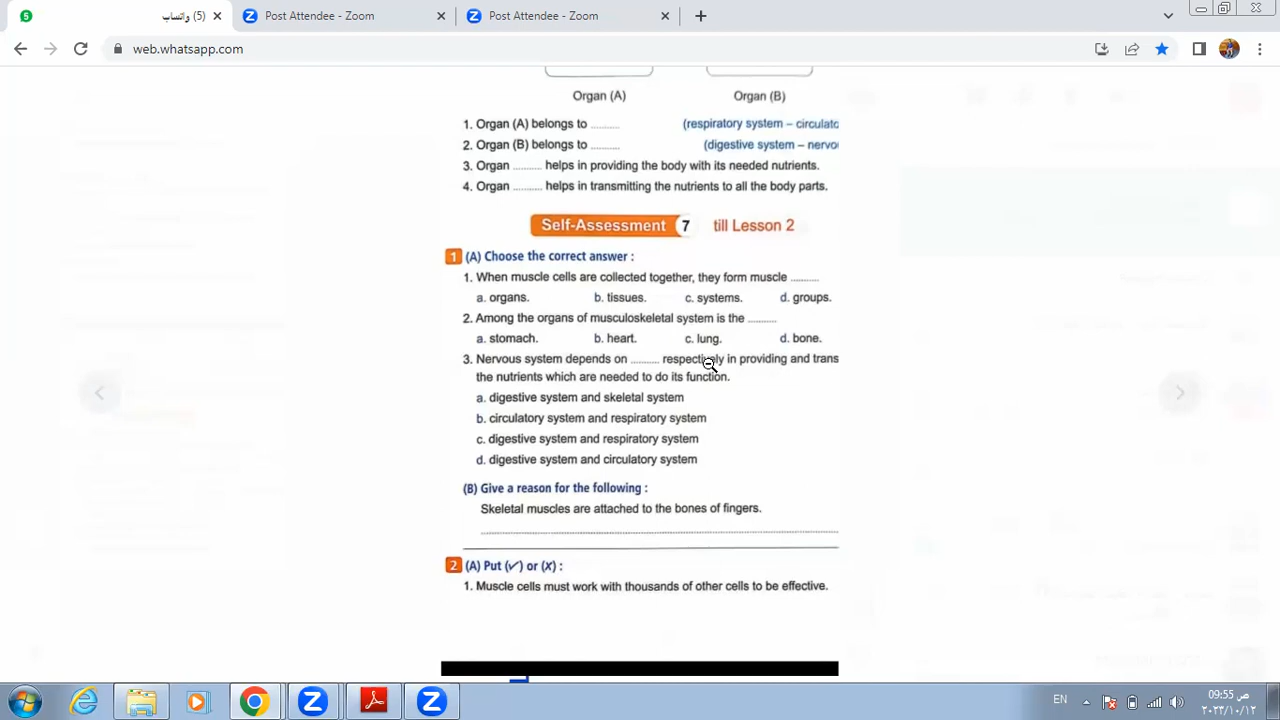 (5) واتساب
Post Attendee - Zoom
Post Attendee - Zoom
web.whatsapp.com
Organ (A)
Organ (B)
1. Organ (A) belongs to .......... (respiratory system – circulato
2. Organ (B) belongs to .......... (digestive system – nervo
3. Organ .......... helps in providing the body with its needed nutrients.
4. Organ .......... helps in transmitting the nutrients to all the body parts.
Self-Assessment 7 till Lesson 2
1 (A) Choose the correct answer :
1. When muscle cells are collected together, they form muscle ..........
a. organs. b. tissues. c. systems. d. groups.
2. Among the organs of musculoskeletal system is the ..........
a. stomach. b. heart. c. lung. d. bone.
3. Nervous system depends on .......... respectively in providing and trans
the nutrients which are needed to do its function.
a. digestive system and skeletal system
b. circulatory system and respiratory system
c. digestive system and respiratory system
d. digestive system and circulatory system
(B) Give a reason for the following :
Skeletal muscles are attached to the bones of fingers.
2 (A) Put (✓) or (✗) :
1. Muscle cells must work with thousands of other cells to be effective.
EN
09:55 ص
٢٠٢٣/١٠/١٢